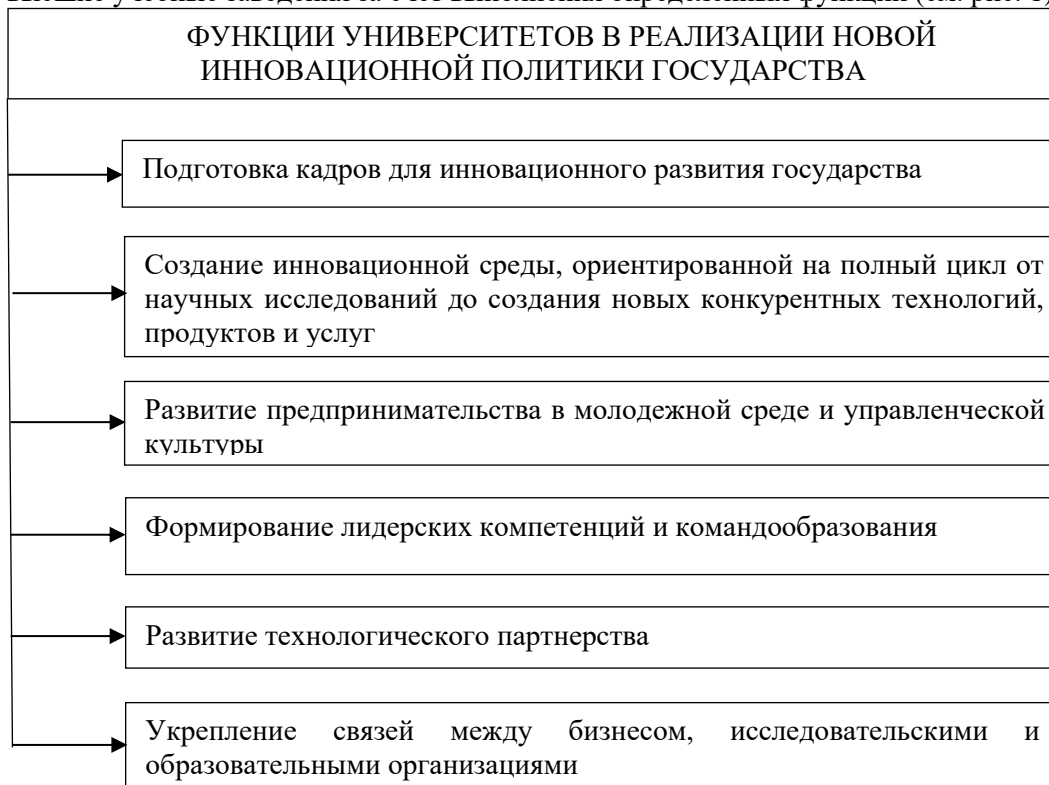 ФУНКЦИИ УНИВЕРСИТЕТОВ В РЕАЛИЗАЦИИ НОВОЙ
ИННОВАЦИОННОЙ ПОЛИТИКИ ГОСУДАРСТВА
Подготовка кадров для инновационного развития государства
Создание инновационной среды, ориентированной на полный цикл от
научных исследований до создания новых конкурентных технологий,
продуктов и услуг
Развитие предпринимательства в молодежной среде и управленческой
культуры
Формирование лидерских компетенций и командообразования
Развитие технологического партнерства
Укрепление связей между бизнесом, исследовательскими и
образовательными организациями